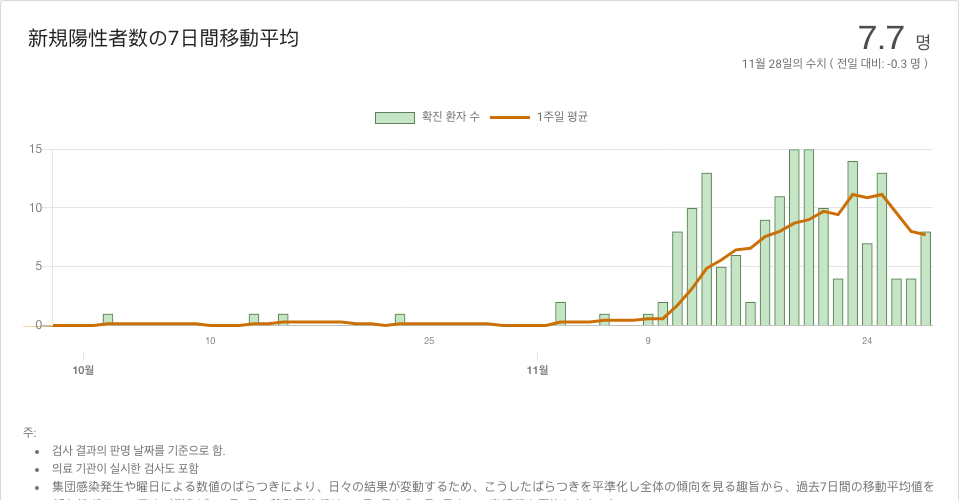 新規陽性者数の7日間移動平均
7.7 名
11월 28일의 수치 ( 전일 대비: -0.3 명 )
확진 환자 수
1주일 평균
15
10
5
0
10
25
9
24
10월
11월
주:
검사 결과의 판명 날짜를 기준으로 함.
의료 기관이 실시한 검사도 포함
集団感染発生や曜日による数値のばらつきにより、日々の結果が変動するため、こうしたばらつきを平準化し全体の傾向を見る趣旨から、過去7日間の移動平均値を